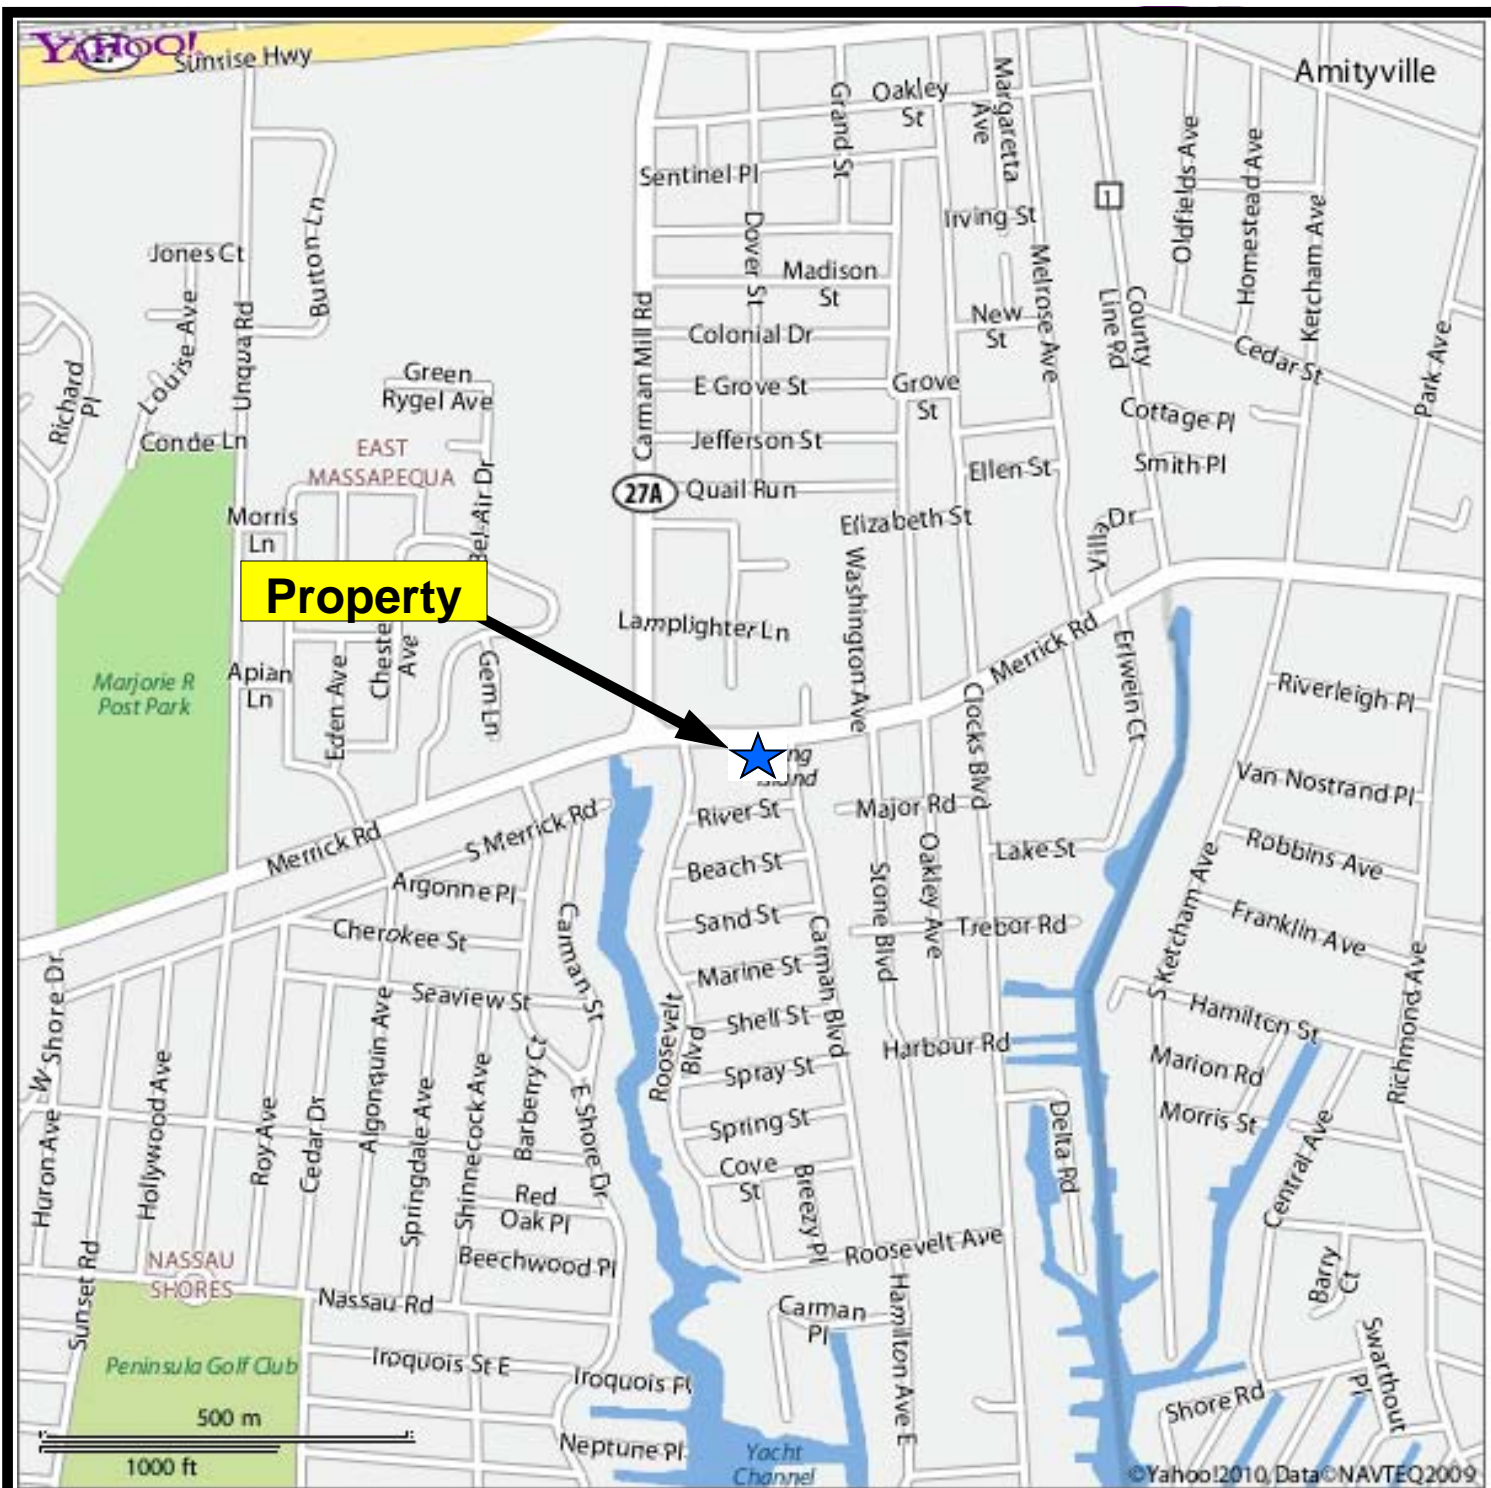 YAHOO!
27
Sunrise Hwy
Amityville
Oakley
St
Grand St
Margaretta
Ave
Sentinel Pl
1
Oldfields Ave
Homestead Ave
Ketcham Ave
Button Ln
Irving St
Jones Ct
Dover St
Madison
St
Melrose Ave
Louise Ave
Unqua Rd
Carman Mill Rd
Colonial Dr
New
St
County
Line Rd
Cedar St
Park Ave
Richard
Pl
Green
Rygel Ave
E Grove St
Grove
St
Cottage Pl
Conde Ln
EAST
MASSAPEQUA
Jefferson St
Ellen St
Smith Pl
27A
Quail Run
Bel Air Dr
Morris
Ln
Elizabeth St
Ville Dr
Property
Washington Ave
Lamplighter Ln
Merrick Rd
Erlwein Ct
Marjorie R
Post Park
Apian
Ln
Eden Ave
Cheste
Ave
Gem Ln
Clocks Blvd
Riverleigh Pl
ng
Island
Van Nostrand Pl
River St
Major Rd
Merrick Rd
S Merrick Rd
Beach St
Lake St
Robbins Ave
Argonne Pl
Stone Blvd
Oakley Ave
S Ketcham Ave
Cherokee St
Carman St
Sand St
Carman Blvd
Trebor Rd
Franklin Ave
W Shore Dr
Seaview St
Marine St
Richmond Ave
Algonquin Ave
Roosevelt
Blvd
Shell St
Harbour Rd
Hamilton St
Hollywood Ave
Spray St
Marion Rd
Huron Ave
Roy Ave
Cedar Dr
Springdale Ave
Shinnecock Ave
Barberry Ct
E Shore Dr
Spring St
Delta Rd
Morris St
Central Ave
Cove
St
Breezy Pl
Red
Oak Pl
Beechwood Pl
Roosevelt Ave
NASSAU
SHORES
Sunset Rd
Nassau Rd
Carman
Pl
Hamilton Ave E
Barry
Ct
Peninsula Golf Club
Iroquois St E
Iroquois Pl
Swarthout
Pl
Shore Rd
500 m
1000 ft
Neptune Pl
Yacht
Channel
©Yahoo!2010, Data©NAVTEQ2009